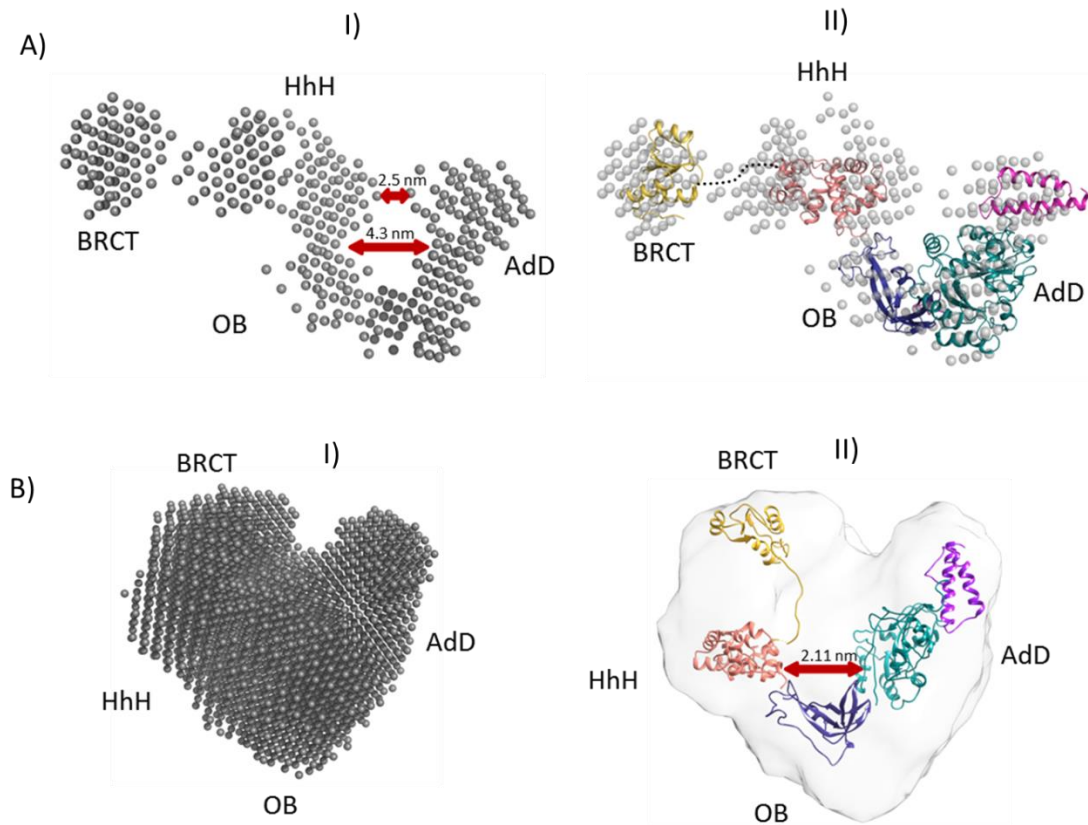 A)
I)
HhH
2.5 nm
4.3 nm
BRCT
AdD
OB
II)
HhH
BRCT
OB
AdD
B)
I)
BRCT
AdD
HhH
OB
II)
BRCT
2.11 nm
HhH
AdD
OB